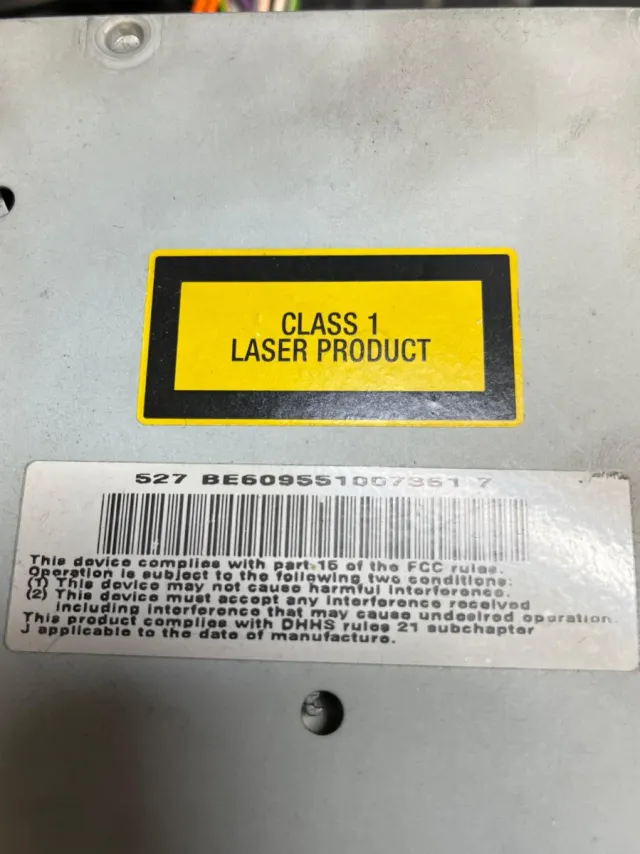 CLASS 1
LASER PRODUCT
527 BE609551007351 7
This device complies with part 15 of the FCC rules.
Operation is subject to the following two conditions:
(1) This device may not cause harmful interference.
(2) This device must accept any interference received
including interference that may cause undesired operation.
This product complies with DHHS rules 21 subchapter
J applicable to the date of manufacture.